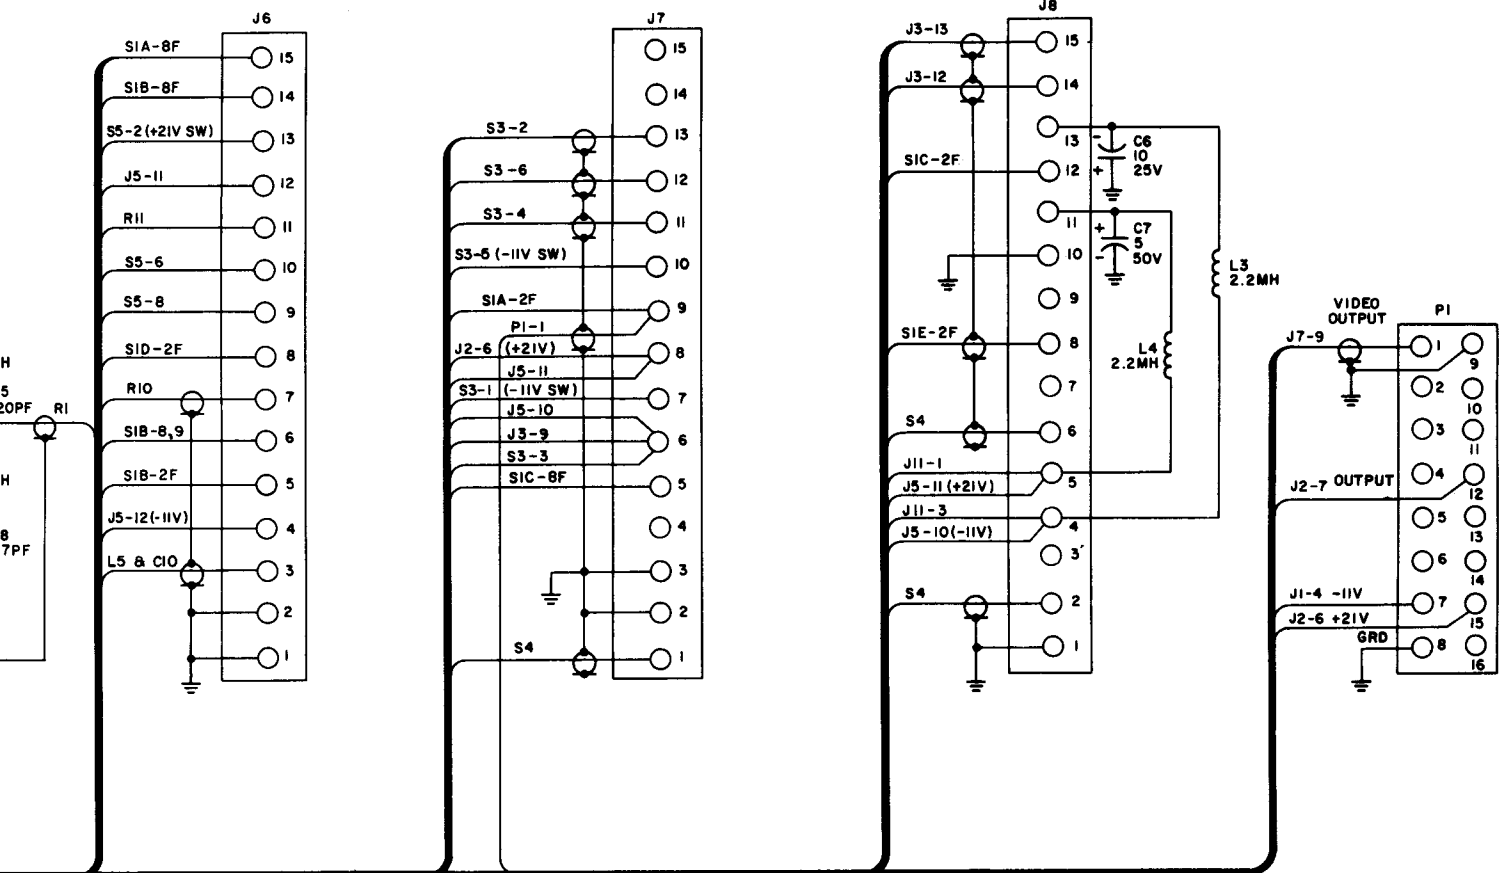 H
5
20PF
R1
H
8
7PF
J6
S1A-8F
15
S1B-8F
14
S5-2 (+21V SW)
13
J5-11
12
R11
11
S5-6
10
S5-8
9
S1D-2F
8
R10
7
S1B-8,9
6
S1B-2F
5
J5-12(-11V)
4
L5 & C10
3
2
1
J7
15
14
S3-2
13
S3-6
12
S3-4
11
S3-5 (-11V SW)
10
S1A-2F
9
P1-1
J2-6 (+21V)
8
J5-11
S3-1 (-11V SW)
7
J5-10
J3-9
6
S3-3
S1C-8F
5
4
3
2
S4
1
J8
J3-13
15
J3-12
14
13
S1C-2F
12
11
10
9
S1E-2F
8
7
S4
6
J11-1
5
J5-11 (+21V)
J11-3
4
J5-10(-11V)
3
S4
2
1
- C6
10
+ 25V
+ C7
5
- 50V
L3
2.2MH
L4
2.2MH
VIDEO
OUTPUT
P1
J7-9
1
9
2
10
3
11
4
J2-7 OUTPUT
12
5
13
6
14
J1-4 -11V
7
J2-6 +21V
15
GRD
8
16